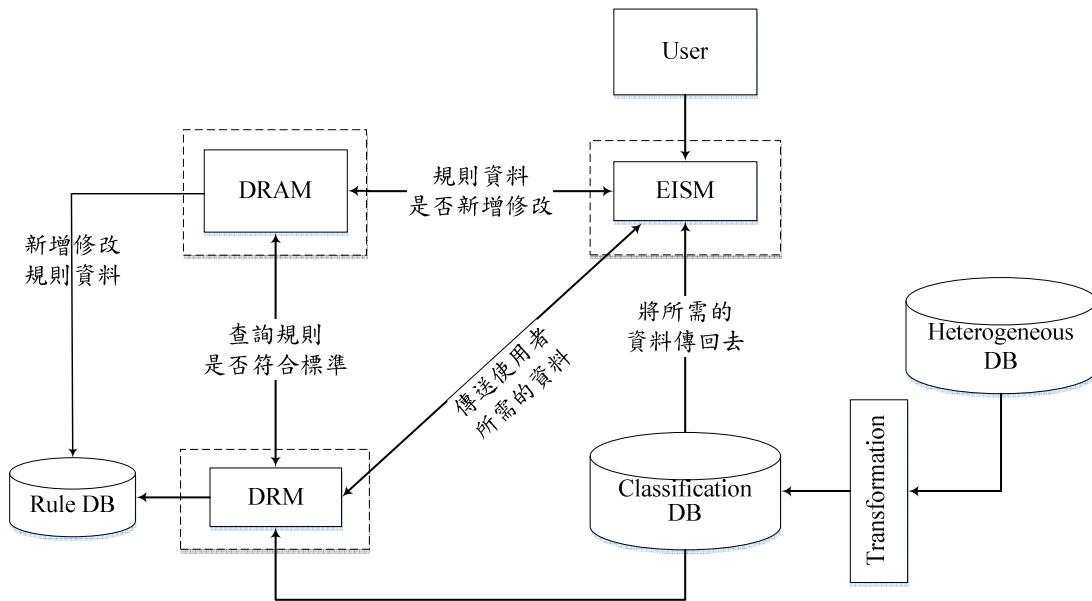 User
DRAM
規則資料
是否新增修改
EISM
新增修改
規則資料
將所需的
資料傳回去
Heterogeneous
DB
查詢規則
是否符合標準
傳送使用者
所需的資料
Rule DB
DRM
Classification
DB
Transformation